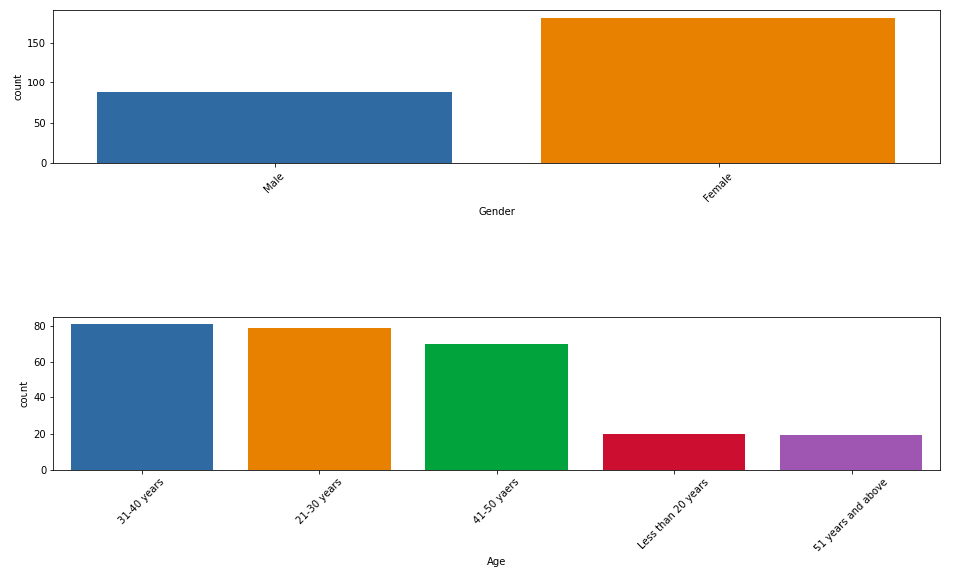 150
100
50
0
count
Male
Female
Gender
80
60
40
20
0
count
31-40 years
21-30 years
41-50 yaers
Less than 20 years
51 years and above
Age